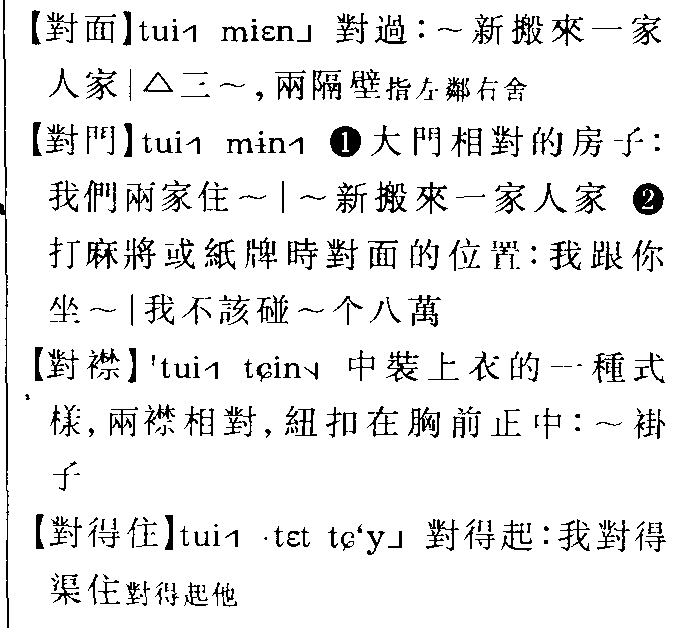 【對面】tui˧ miɛn˩ 對過：～新搬來一家
人家|△三～,兩隔壁指左鄰右舍
【對門】tui˧ mɨn˧ ❶大門相對的房子：
我們兩家住～|～新搬來一家人家 ❷
打麻將或紙牌時對面的位置：我跟你
坐～|我不該碰～个八萬
【對襟】'tui˧ tɕin˧˩ 中裝上衣的一種式
樣,兩襟相對,紐扣在胸前正中：～褂
子
【對得住】tui˧ ·tɛt tɕ‘y˩ 對得起：我對得
渠住對得起他